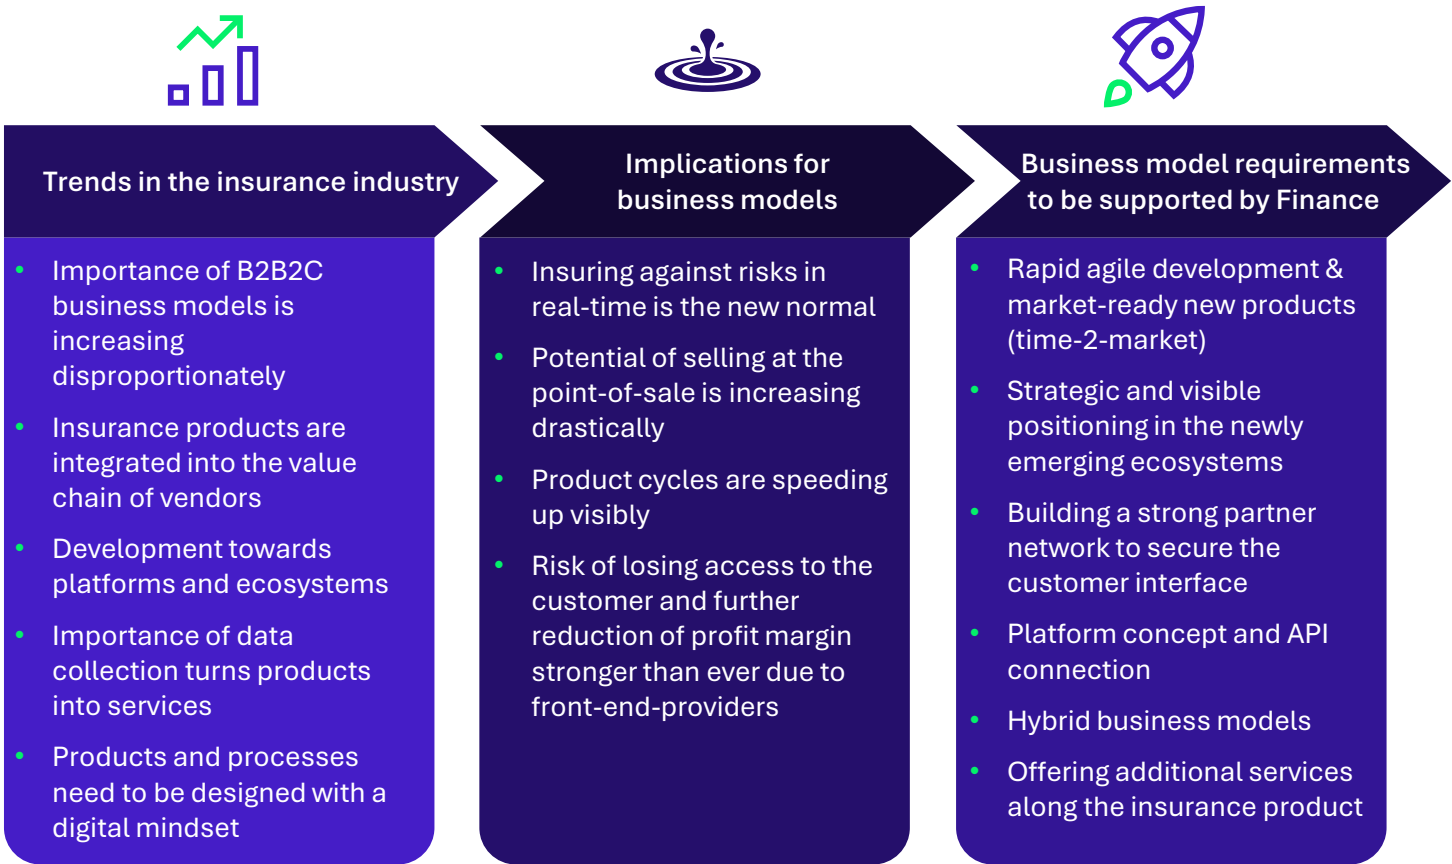 Trends in the insurance industry
• Importance of B2B2C
business models is
increasing
disproportionately
• Insurance products are
integrated into the value
chain of vendors
• Development towards
platforms and ecosystems
• Importance of data
collection turns products
into services
• Products and processes
need to be designed with a
digital mindset
Implications for
business models
• Insuring against risks in
real-time is the new normal
• Potential of selling at the
point-of-sale is increasing
drastically
• Product cycles are speeding
up visibly
• Risk of losing access to the
customer and further
reduction of profit margin
stronger than ever due to
front-end-providers
Business model requirements
to be supported by Finance
• Rapid agile development &
market-ready new products
(time-2-market)
• Strategic and visible
positioning in the newly
emerging ecosystems
• Building a strong partner
network to secure the
customer interface
• Platform concept and API
connection
• Hybrid business models
• Offering additional services
along the insurance product